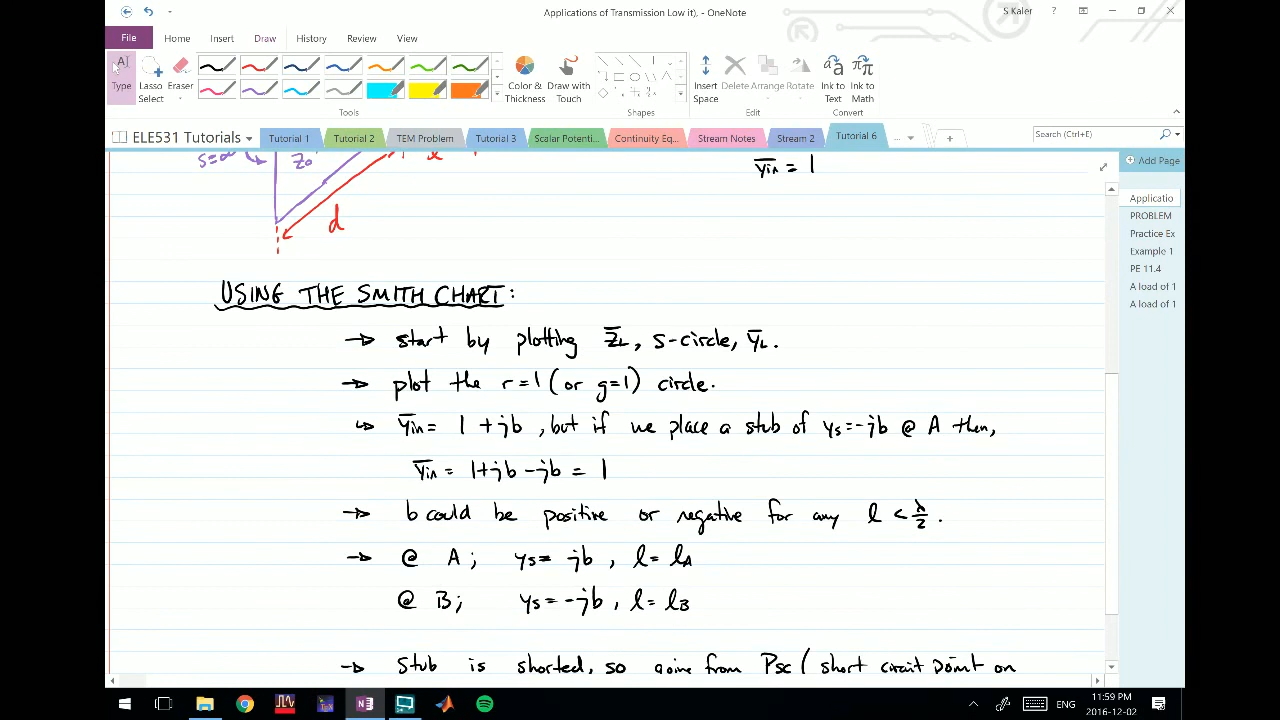 Applications of Transmission Low it), - OneNote
S Kaler
?
File Home Insert Draw History Review View
Type
Lasso Select
Eraser
Color & Thickness
Draw with Touch
Insert Space
Delete
Arrange
Rotate
Ink to Text
Ink to Math
Tools Shapes Edit Convert
ELE531 Tutorials
Tutorial 1 Tutorial 2 TEM Problem Tutorial 3 Scalar Potenti... Continuity Eq... Stream Notes Stream 2 Tutorial 6 ... +
Search (Ctrl+E)
Add Page
Applicatio
PROBLEM
Practice Ex
Example 1
PE 11.4
A load of 1
A load of 1
Z₀
d
y̅in = 1
USING THE SMITH CHART:
→ start by plotting z̅L, s-circle, y̅L.
→ plot the r=1 (or g=1) circle.
↳ y̅in = 1 + jb, but if we place a stub of ys=-jb @ A then,
y̅in = 1+jb -jb = 1
→ b could be positive or negative for any l < λ/2.
→ @ A; ys= jb, l= lA
@ B; ys= -jb, l= lB
→ Stub is shorted, so going from Psc (short circuit point on
ENG
11:59 PM
2016-12-02